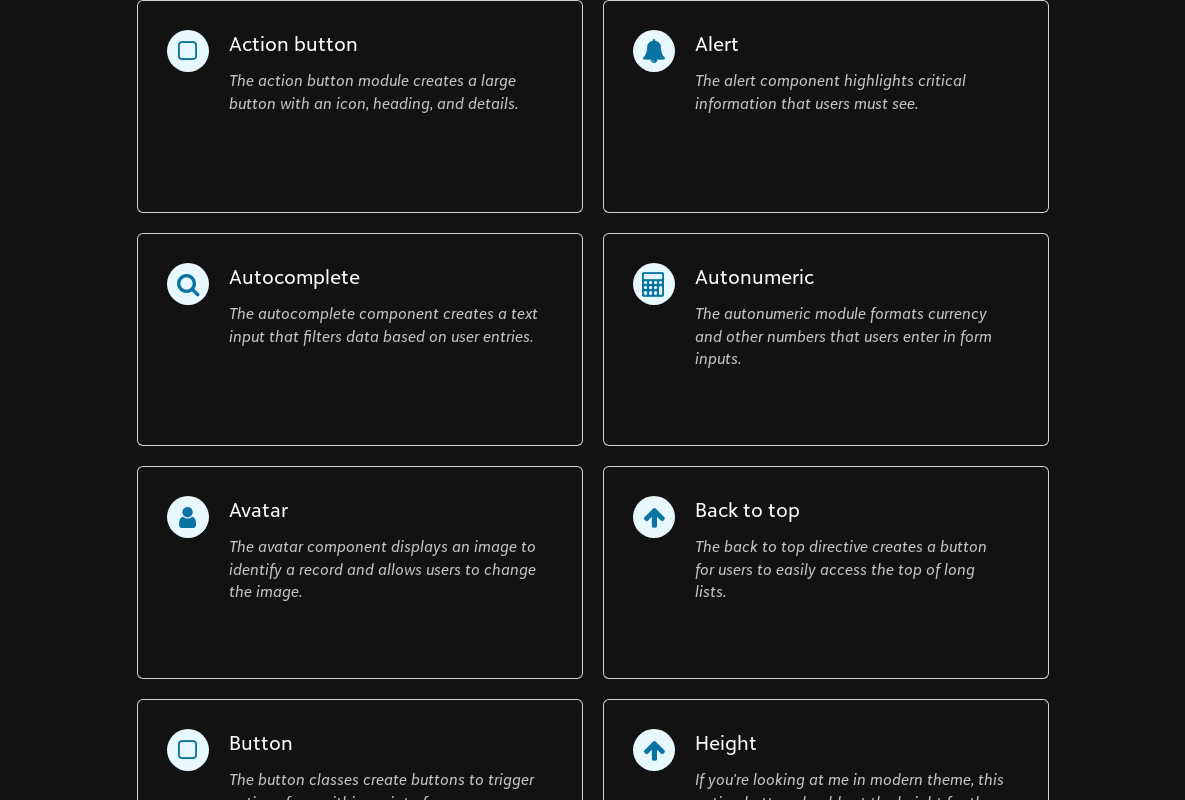 Action button
The action button module creates a large
button with an icon, heading, and details.
Alert
The alert component highlights critical
information that users must see.
Autocomplete
The autocomplete component creates a text
input that filters data based on user entries.
Autonumeric
The autonumeric module formats currency
and other numbers that users enter in form
inputs.
Avatar
The avatar component displays an image to
identify a record and allows users to change
the image.
Back to top
The back to top directive creates a button
for users to easily access the top of long
lists.
Button
The button classes create buttons to trigger
Height
If you're looking at me in modern theme, this